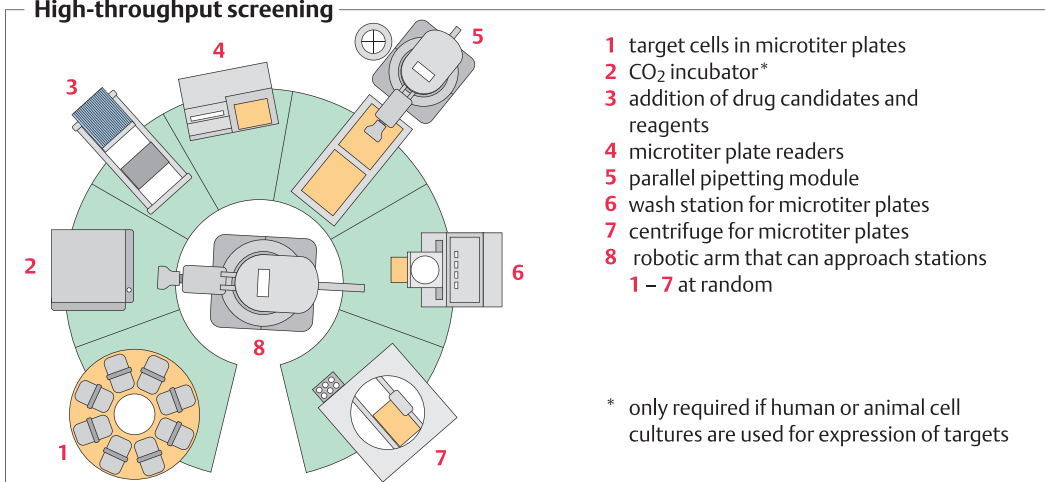 High-throughput screening
1 target cells in microtiter plates
2 CO2 incubator*
3 addition of drug candidates and
reagents
4 microtiter plate readers
5 parallel pipetting module
6 wash station for microtiter plates
7 centrifuge for microtiter plates
8 robotic arm that can approach stations
1 – 7 at random
* only required if human or animal cell
cultures are used for expression of targets
4
5
3
2
6
8
1
7